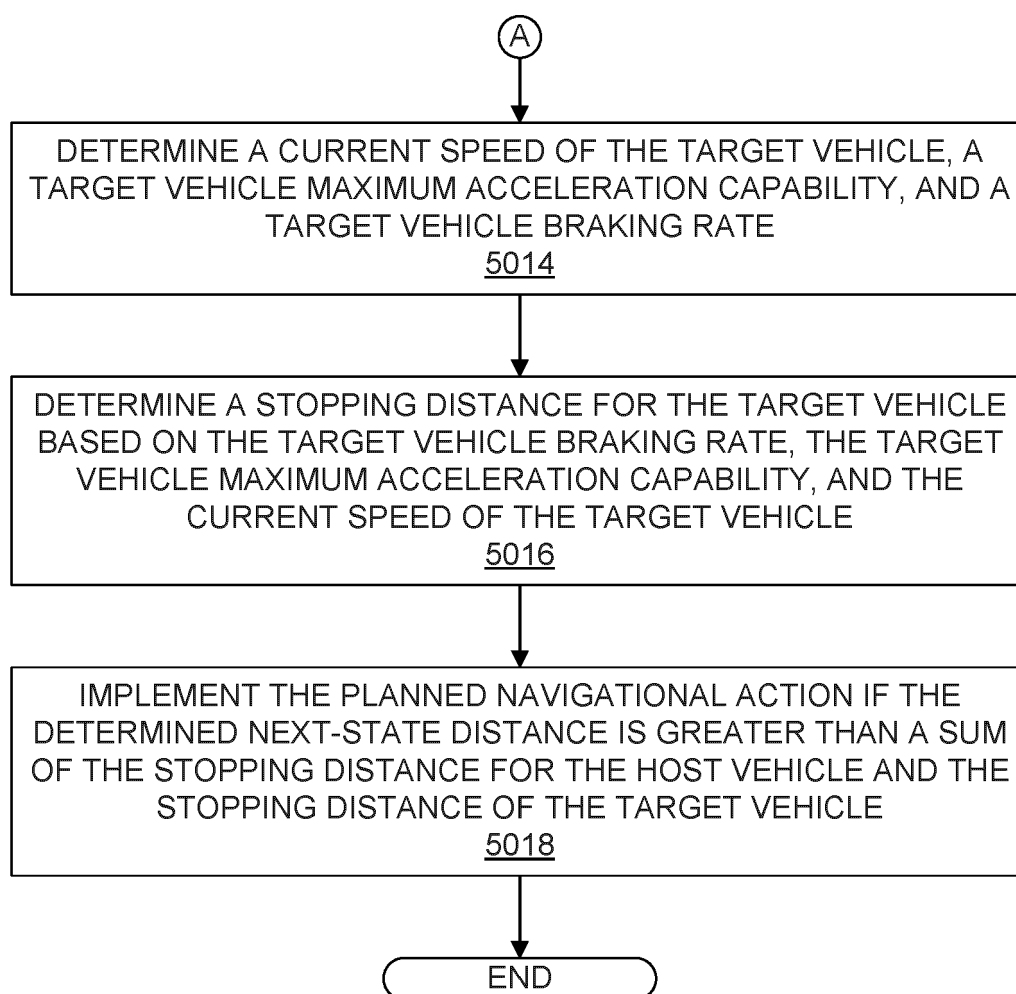 A
DETERMINE A CURRENT SPEED OF THE TARGET VEHICLE, A
TARGET VEHICLE MAXIMUM ACCELERATION CAPABILITY, AND A
TARGET VEHICLE BRAKING RATE
5014
DETERMINE A STOPPING DISTANCE FOR THE TARGET VEHICLE
BASED ON THE TARGET VEHICLE BRAKING RATE, THE TARGET
VEHICLE MAXIMUM ACCELERATION CAPABILITY, AND THE
CURRENT SPEED OF THE TARGET VEHICLE
5016
IMPLEMENT THE PLANNED NAVIGATIONAL ACTION IF THE
DETERMINED NEXT-STATE DISTANCE IS GREATER THAN A SUM
OF THE STOPPING DISTANCE FOR THE HOST VEHICLE AND THE
STOPPING DISTANCE OF THE TARGET VEHICLE
5018
END